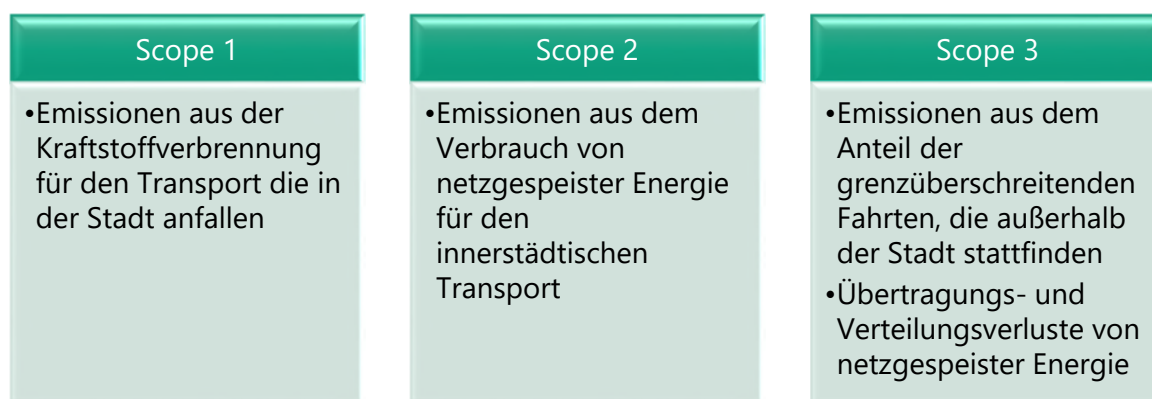 Scope 1
•Emissionen aus der
Kraftstoffverbrennung
für den Transport die in
der Stadt anfallen
Scope 2
•Emissionen aus dem
Verbrauch von
netzgespeister Energie
für den
innerstädtischen
Transport
Scope 3
•Emissionen aus dem
Anteil der
grenzüberschreitenden
Fahrten, die außerhalb
der Stadt stattfinden
•Übertragungs- und
Verteilungsverluste von
netzgespeister Energie